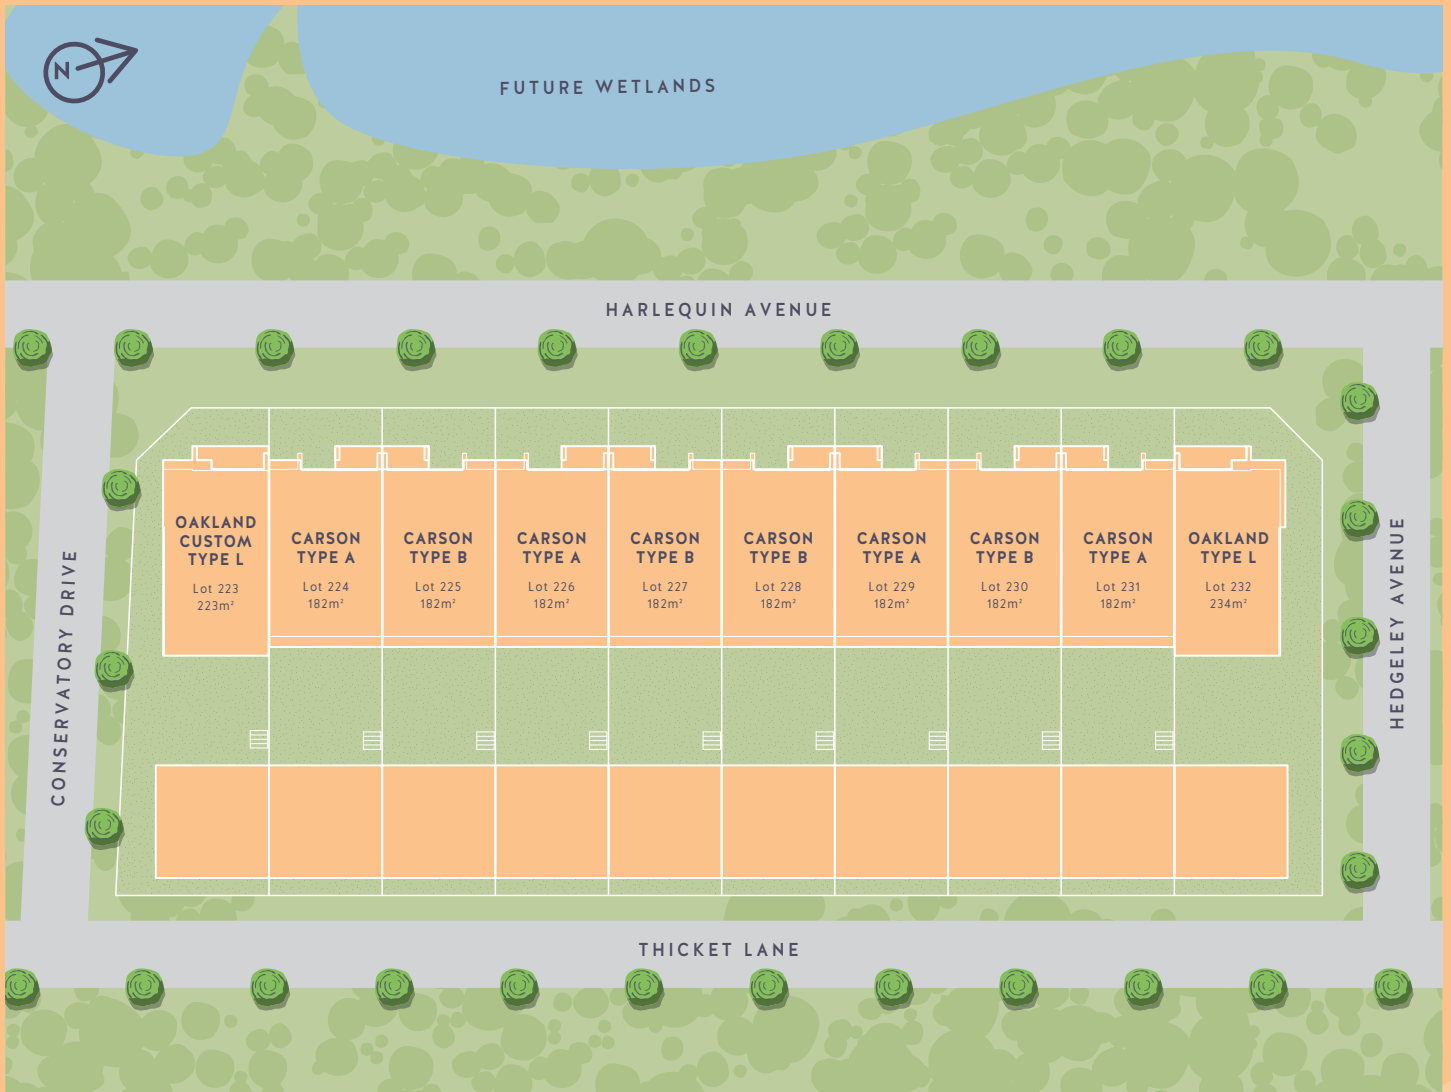 N
FUTURE WETLANDS
HARLEQUIN AVENUE
CONSERVATORY DRIVE
OAKLAND
CUSTOM
TYPE L
Lot 223
223m²
CARSON
TYPE A
Lot 224
182m²
CARSON
TYPE B
Lot 225
182m²
CARSON
TYPE A
Lot 226
182m²
CARSON
TYPE B
Lot 227
182m²
CARSON
TYPE B
Lot 228
182m²
CARSON
TYPE A
Lot 229
182m²
CARSON
TYPE B
Lot 230
182m²
CARSON
TYPE A
Lot 231
182m²
OAKLAND
TYPE L
Lot 232
234m²
HEDGELEY AVENUE
THICKET LANE